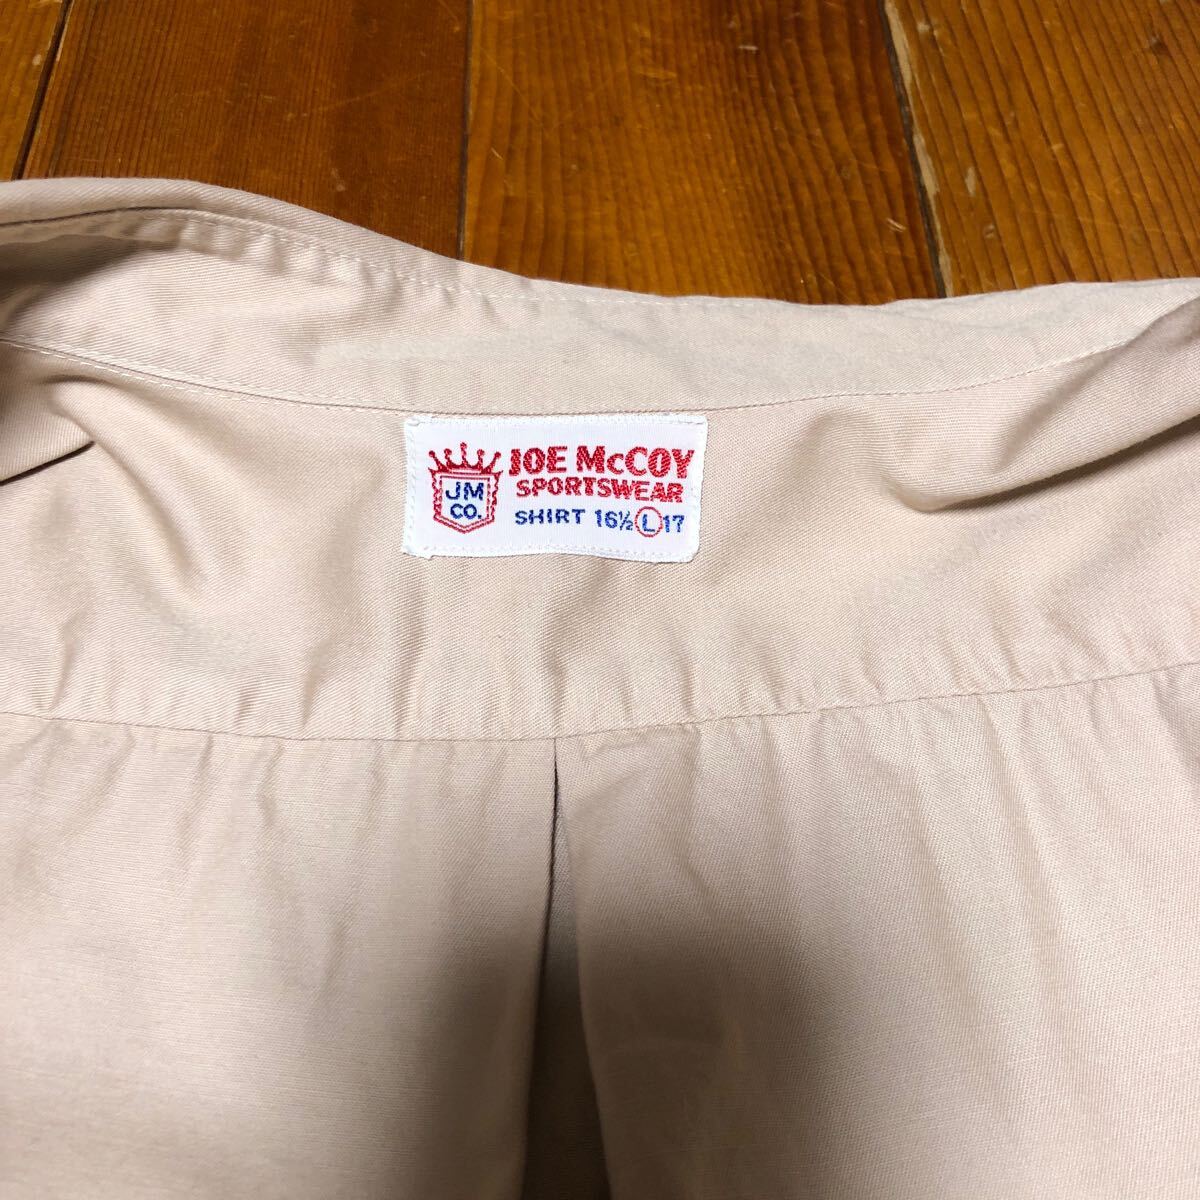 JM
CO.
JOE McCOY
SPORTSWEAR
SHIRT 16½ L 17